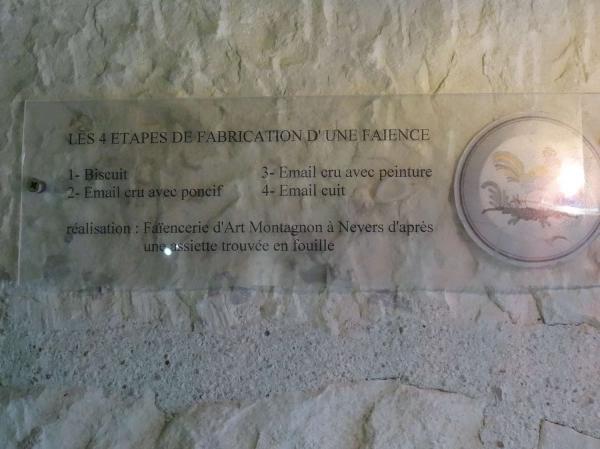 LES 4 ETAPES DE FABRICATION D' UNE FAIENCE
1- Biscuit
2- Email cru avec poncif
3- Email cru avec peinture
4- Email cuit
réalisation : Faïencerie d'Art Montagnon à Nevers d'après
une assiette trouvée en fouille